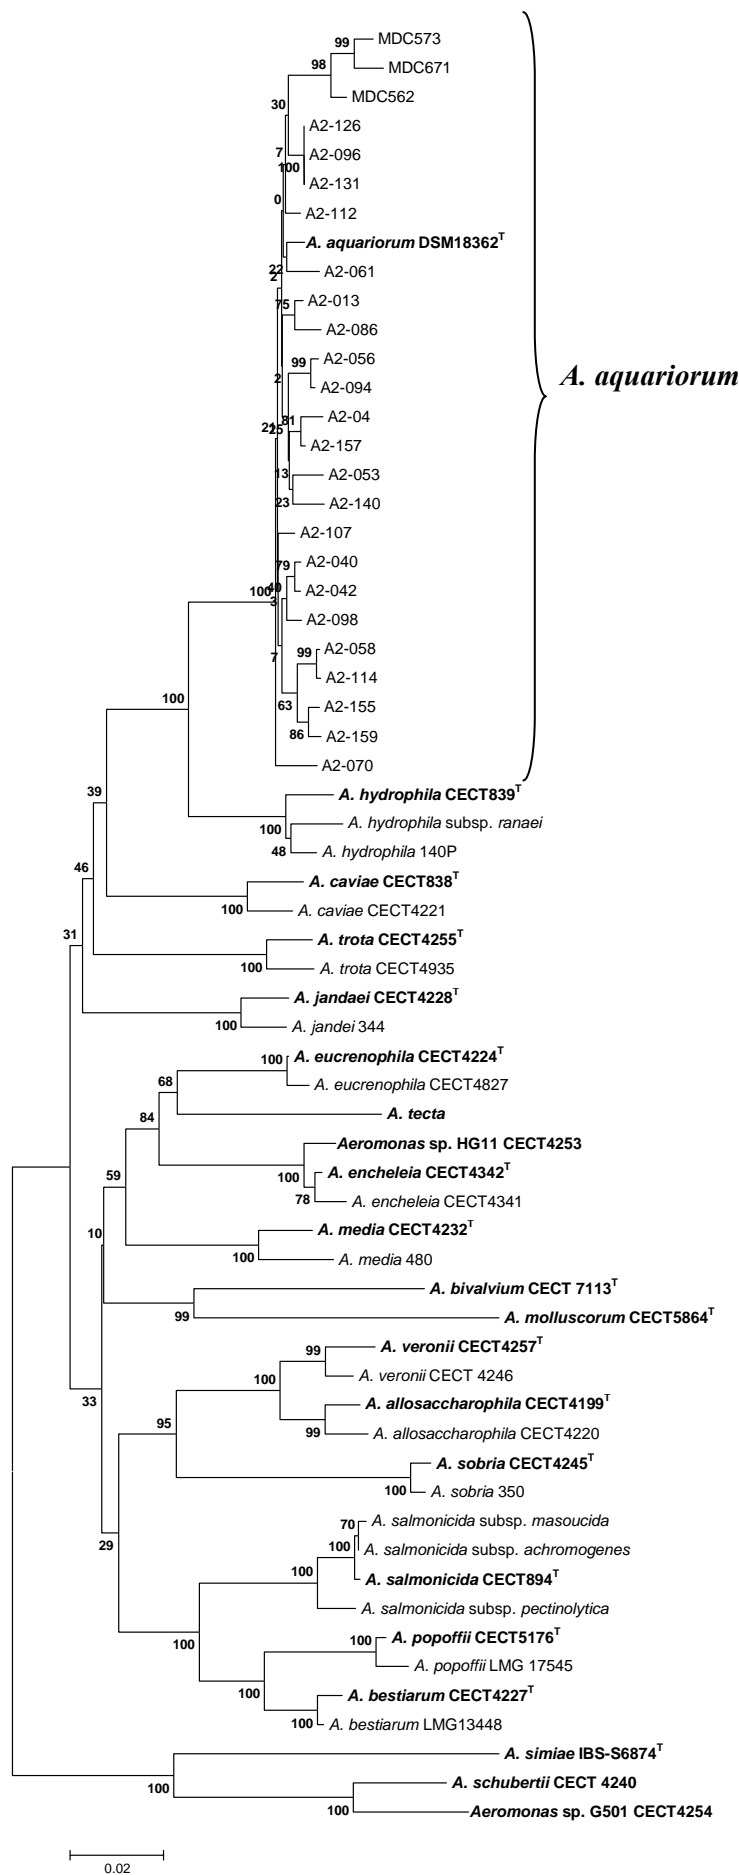 99
MDC573
MDC671
98
MDC562
30
A2-126
7
A2-096
100
A2-131
0
A2-112
A. aquariorum DSM18362T
22
A2-061
2
75
A2-013
A2-086
99
A2-056
2
A2-094
A. aquariorum
81
A2-04
21
25
A2-157
13
A2-053
23
A2-140
A2-107
79
A2-040
100
40
A2-042
3
A2-098
99
A2-058
7
A2-114
63
A2-155
86
A2-159
100
A2-070
39
A. hydrophila CECT839T
100
A. hydrophila subsp. ranaei
48
A. hydrophila 140P
46
A. caviae CECT838T
100
A. caviae CECT4221
31
A. trota CECT4255T
100
A. trota CECT4935
A. jandaei CECT4228T
100
A. jandei 344
100
A. eucrenophila CECT4224T
68
A. eucrenophila CECT4827
84
A. tecta
Aeromonas sp. HG11 CECT4253
59
100
A. encheleia CECT4342T
78
A. encheleia CECT4341
10
A. media CECT4232T
100
A. media 480
A. bivalvium CECT 7113T
99
A. molluscorum CECT5864T
99
A. veronii CECT4257T
100
A. veronii CECT 4246
33
A. allosaccharophila CECT4199T
95
99
A. allosaccharophila CECT4220
A. sobria CECT4245T
100
A. sobria 350
70
A. salmonicida subsp. masoucida
29
100
A. salmonicida subsp. achromogenes
100
A. salmonicida CECT894T
A. salmonicida subsp. pectinolytica
100
100
A. popoffii CECT5176T
A. popoffii LMG 17545
100
A. bestiarum CECT4227T
100
A. bestiarum LMG13448
A. simiae IBS-S6874T
100
A. schubertii CECT 4240
100
Aeromonas sp. G501 CECT4254
0.02